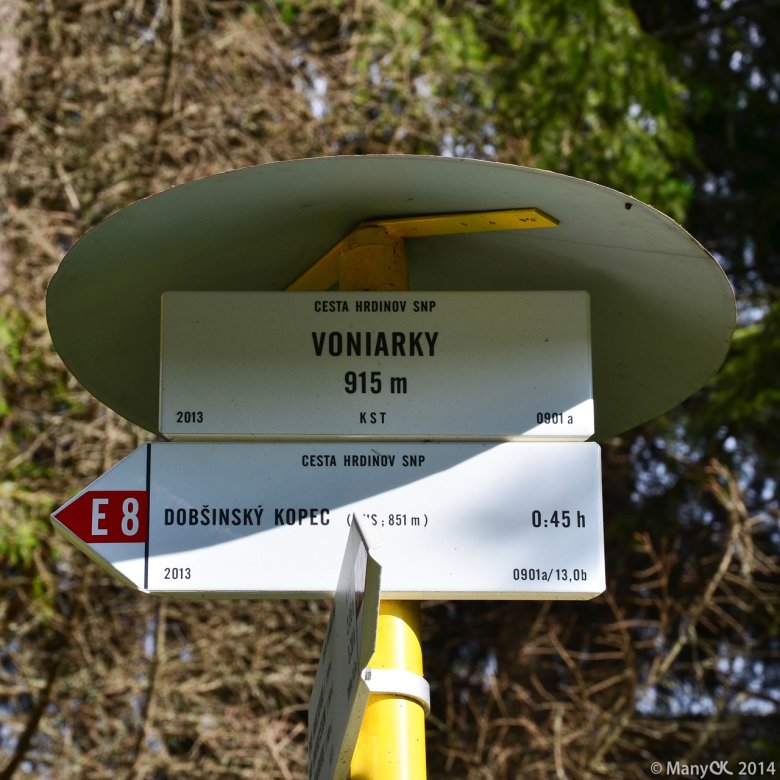 CESTA HRDINOV SNP
VONIARKY
915 m
2013 KST 0901a
CESTA HRDINOV SNP
E 8 DOBŠINSKÝ KOPEC ; 851 m ) 0:45 h
2013 0901a/13,0b
© ManyCK 2014